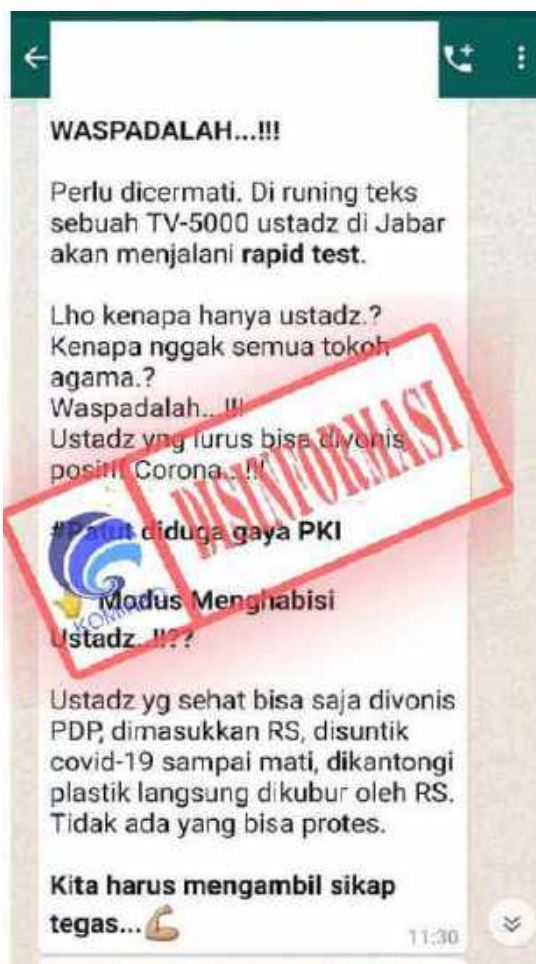 WASPADALAH...!!!
Perlu dicermati. Di runing teks
sebuah TV-5000 ustadz di Jabar
akan menjalani rapid test.
Lho kenapa hanya ustadz.?
Kenapa nggak semua tokoh
agama.?
Waspadalah...!!!
Ustadz yng lurus bisa divonis
positif Corona...!!!
#Patut diduga gaya PKI
Modus Menghabisi
Ustadz..!!??
Ustadz yg sehat bisa saja divonis
PDP, dimasukkan RS, disuntik
covid-19 sampai mati, dikantongi
plastik langsung dikubur oleh RS.
Tidak ada yang bisa protes.
Kita harus mengambil sikap
tegas...
11:30
KOMINFO
DISINFORMASI